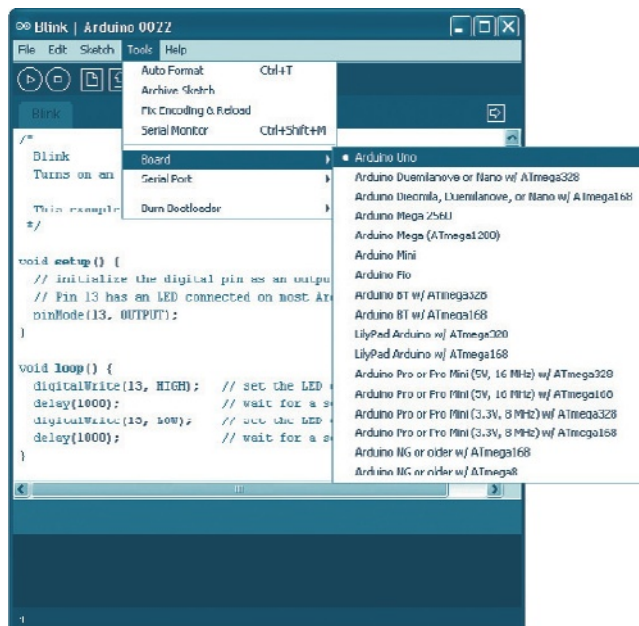 Blink | Arduino 0022
File Edit Sketch Tools Help
Auto Format Ctrl+T
Archive Sketch
Fix Encoding & Reload
Serial Monitor Ctrl+Shift+M
Board
Serial Port
Burn Bootloader
Arduino Uno
Arduino Duemilanove or Nano w/ ATmega328
Arduino Diecimila, Duemilanove, or Nano w/ ATmega168
Arduino Mega 2560
Arduino Mega (ATmega1280)
Arduino Mini
Arduino Fio
Arduino BT w/ ATmega328
Arduino BT w/ ATmega168
LilyPad Arduino w/ ATmega328
LilyPad Arduino w/ ATmega168
Arduino Pro or Pro Mini (5V, 16 MHz) w/ ATmega328
Arduino Pro or Pro Mini (5V, 16 MHz) w/ ATmega168
Arduino Pro or Pro Mini (3.3V, 8 MHz) w/ ATmega328
Arduino Pro or Pro Mini (3.3V, 8 MHz) w/ ATmega168
Arduino NG or older w/ ATmega168
Arduino NG or older w/ ATmega8
Blink
/*
Blink
Turns on an
This example
*/
void setup() {
// initialize the digital pin as an outpu
// Pin 13 has an LED connected on most Ar
pinMode(13, OUTPUT);
}
void loop() {
digitalWrite(13, HIGH); // set the LED
delay(1000); // wait for a s
digitalWrite(13, LOW); // set the LED
delay(1000); // wait for a s
}